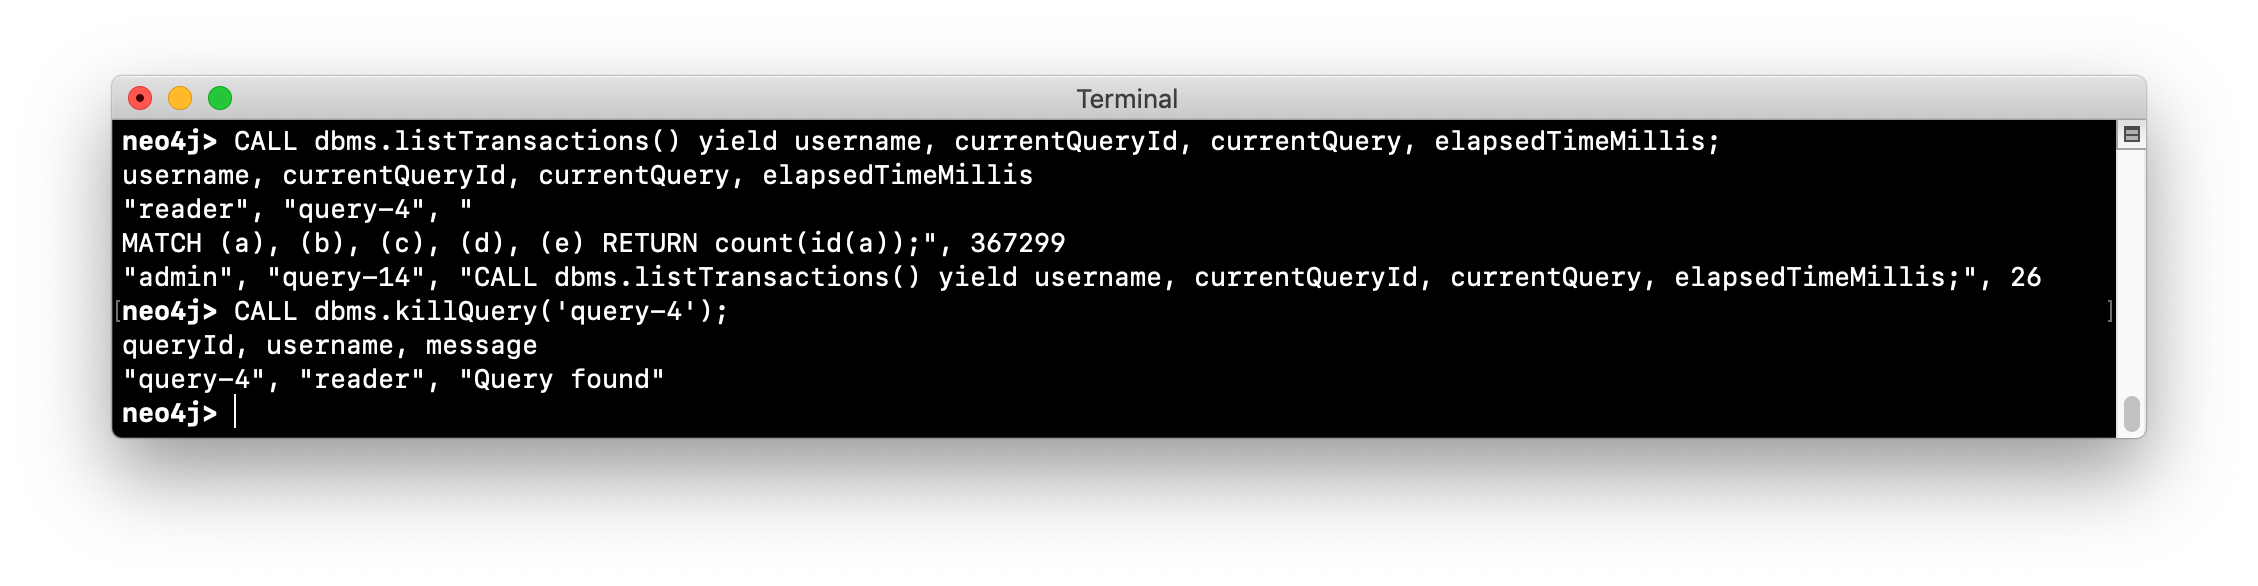 Terminal
neo4j> CALL dbms.listTransactions() yield username, currentQueryId, currentQuery, elapsedTimeMillis;
username, currentQueryId, currentQuery, elapsedTimeMillis
"reader", "query-4", "
MATCH (a), (b), (c), (d), (e) RETURN count(id(a));", 367299
"admin", "query-14", "CALL dbms.listTransactions() yield username, currentQueryId, currentQuery, elapsedTimeMillis;", 26
[neo4j> CALL dbms.killQuery('query-4'); ]
queryId, username, message
"query-4", "reader", "Query found"
neo4j>